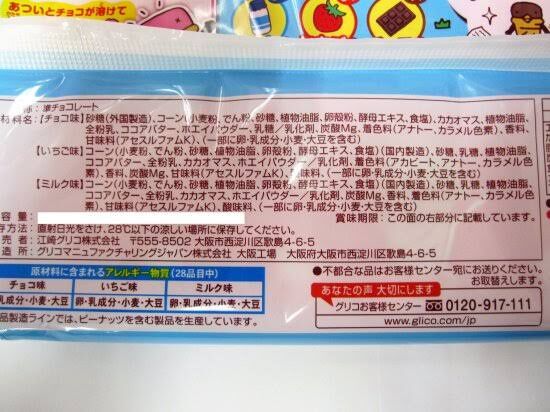 あついとチョコが溶けて
称：準チョコレート
材料名：【チョコ味】砂糖(外国製造)、コーン(小麦粉、でん粉、砂糖、植物油脂、卵殻粉、酵母エキス、食塩)、カカオマス、植物油脂、
全粉乳、ココアバター、ホエイパウダー、乳糖／乳化剤、炭酸Mg、着色料(アナトー、カラメル色素)、香料、
甘味料(アセスルファムK)、(一部に卵・乳成分・小麦・大豆を含む)
【いちご味】コーン(小麦粉、でん粉、砂糖、植物油脂、卵殻粉、酵母エキス、食塩)(国内製造)、砂糖、植物油脂、乳糖、
ココアバター、全粉乳、カカオマス、ホエイパウダー／乳化剤、着色料(アカビート、アナトー、カラメル色
素)、香料、炭酸Mg、甘味料(アセスルファムK)、酸味料、(一部に卵・乳成分・小麦・大豆を含む)
【ミルク味】コーン(小麦粉、でん粉、砂糖、植物油脂、卵殻粉、酵母エキス、食塩)(国内製造)、砂糖、植物油脂、乳糖、
ココアバター、全粉乳、カカオマス、ホエイパウダー／乳化剤、炭酸Mg、香料、着色料(アナトー、カラメル色
素)、甘味料(アセスルファムK)、酸味料、(一部に卵・乳成分・小麦・大豆を含む)
容量：
賞味期限：この面の右部分に記載しています。
存方法：直射日光をさけ、28℃以下の涼しい場所に保存してください。
売者：江崎グリコ株式会社 〒555-8502 大阪市西淀川区歌島4-6-5
造所：グリコマニュファクチャリングジャパン株式会社 大阪工場 大阪府大阪市西淀川区歌島4-6-5
原材料に含まれるアレルギー物質(28品目中)
チョコ味 いちご味 ミルク味
乳成分・小麦・大豆 卵・乳成分・小麦・大豆 卵・乳成分・小麦・大豆
品製造ラインでは、ピーナッツを含む製品を生産しています。
●不都合な品はお客様センター宛にお送りください。
お取替えします。
あなたの声 大切にします
グリコお客様センター 0120-917-111
www.glico.com/jp